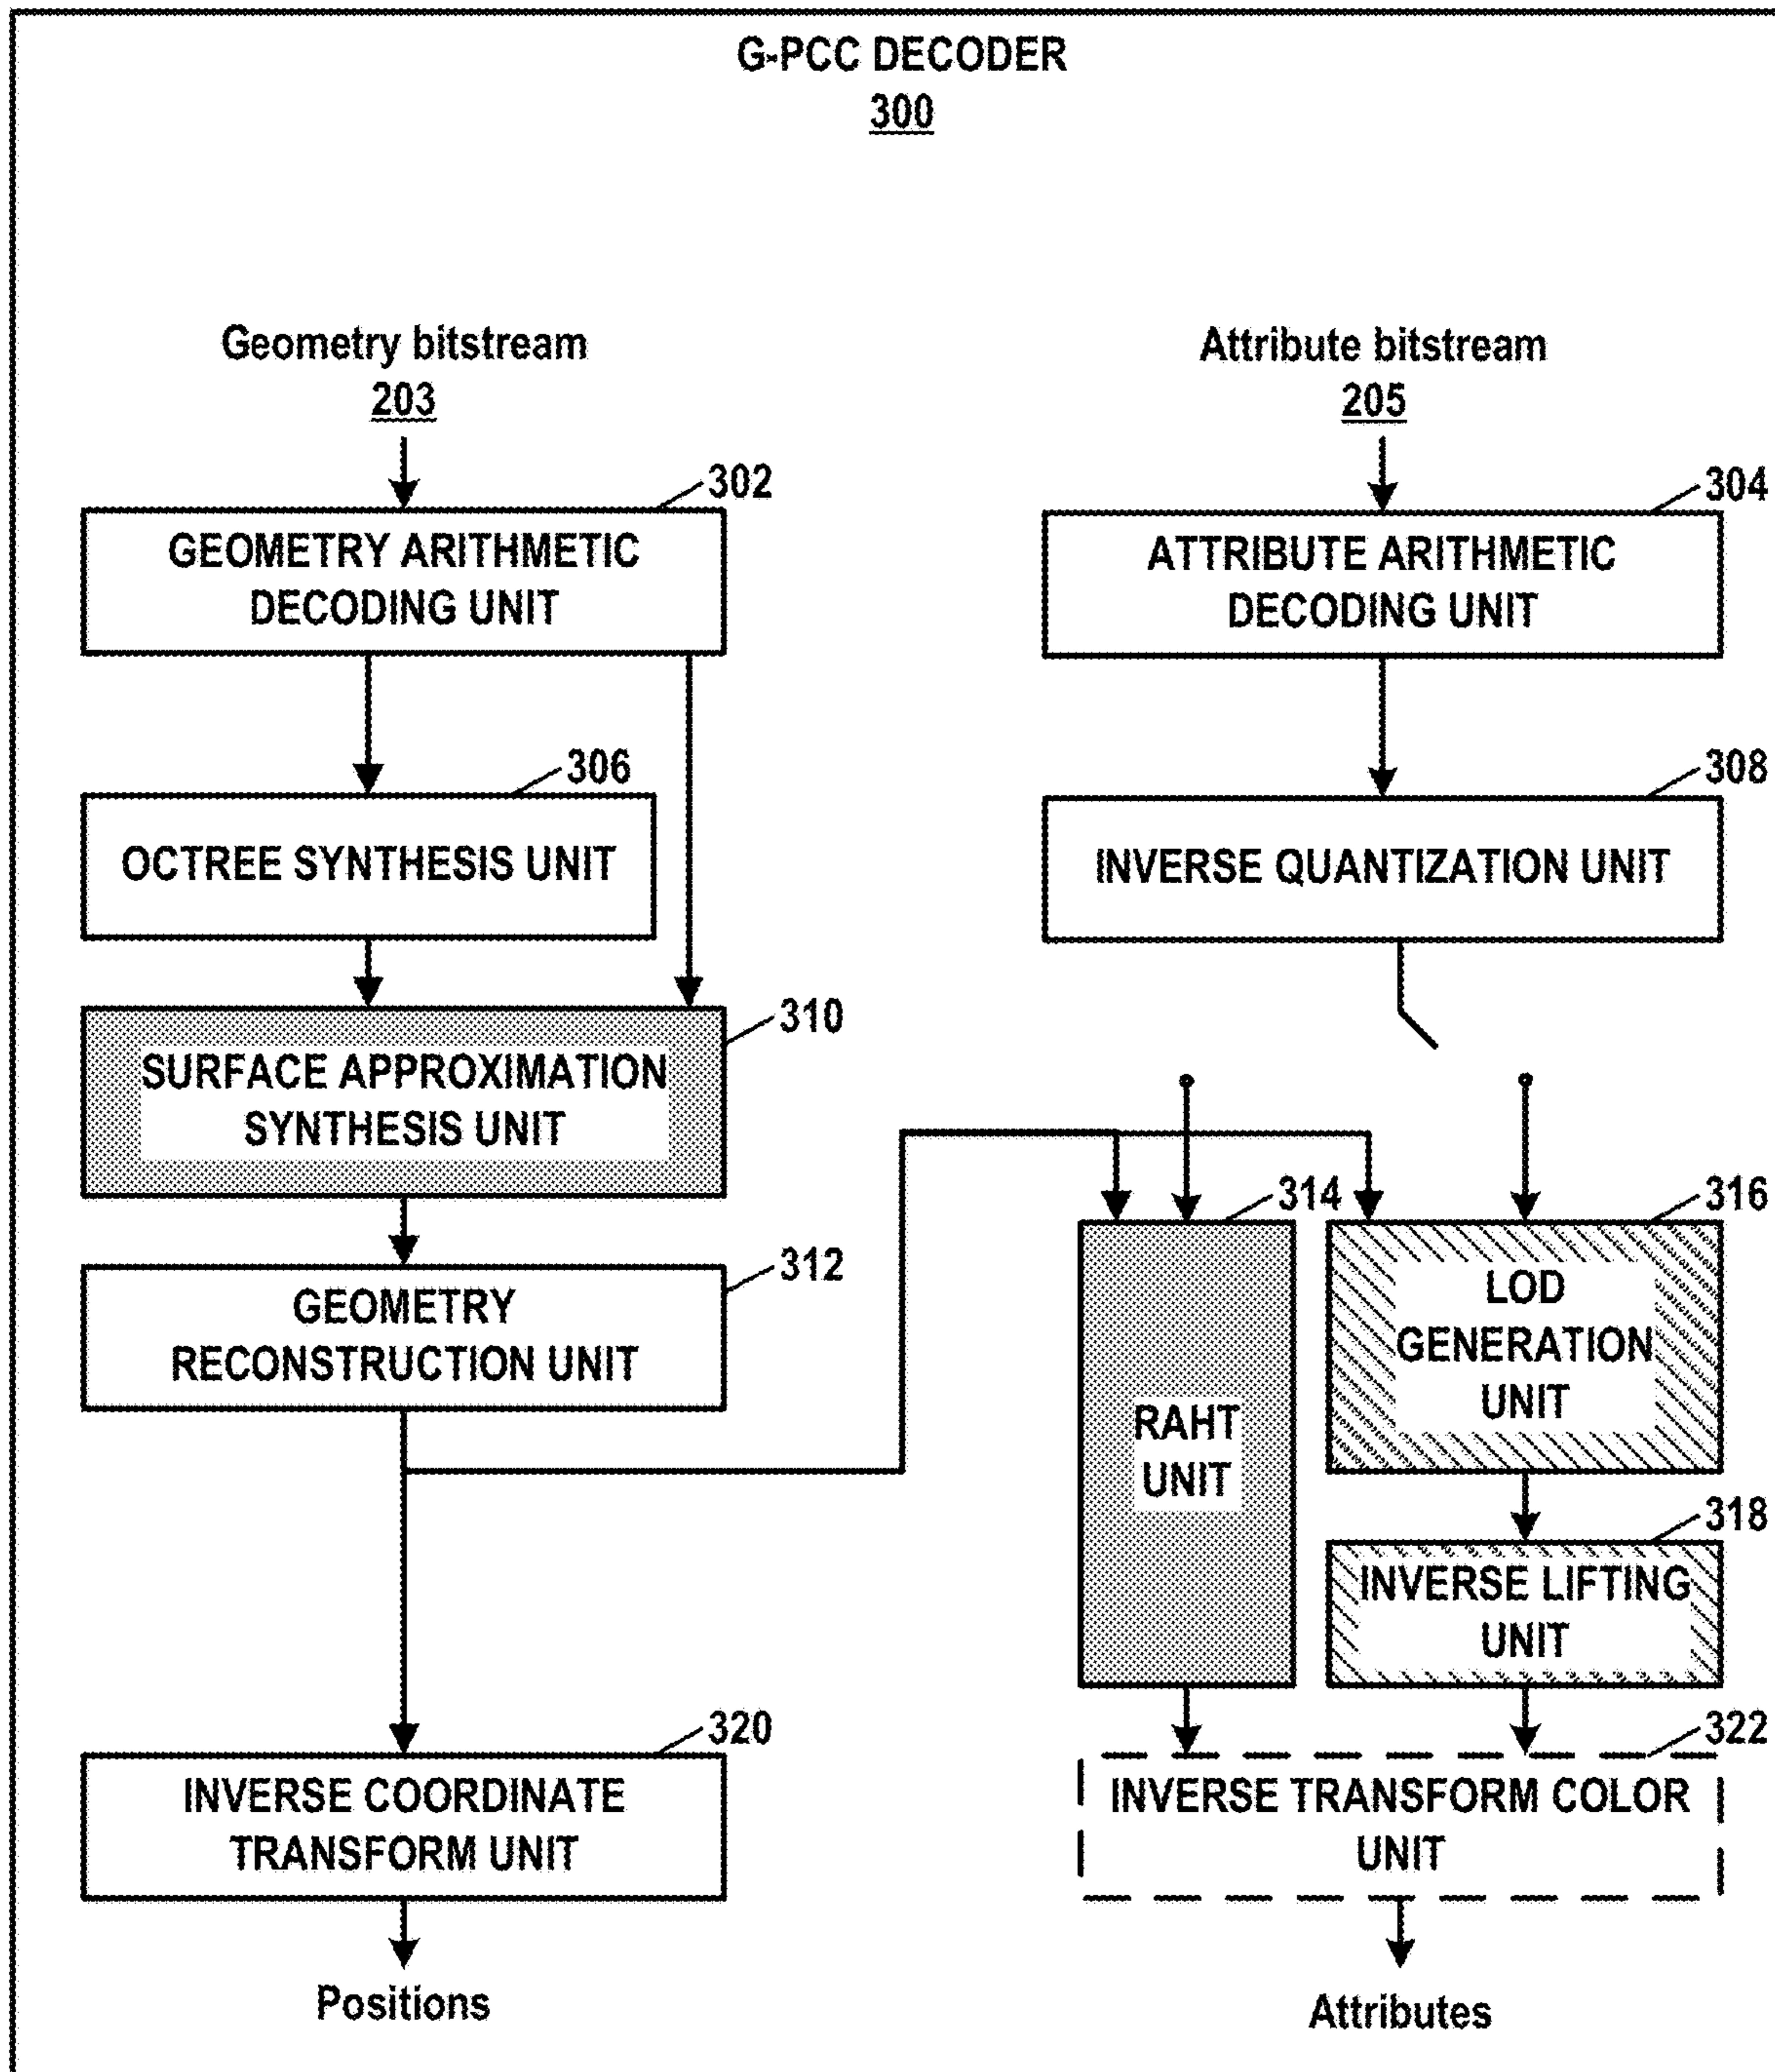 G-PCC DECODER
300
Geometry bitstream
203
Attribute bitstream
205
302
GEOMETRY ARITHMETIC
DECODING UNIT
304
ATTRIBUTE ARITHMETIC
DECODING UNIT
306
OCTREE SYNTHESIS UNIT
308
INVERSE QUANTIZATION UNIT
310
SURFACE APPROXIMATION
SYNTHESIS UNIT
312
GEOMETRY
RECONSTRUCTION UNIT
314
RAHT
UNIT
316
LOD
GENERATION
UNIT
318
INVERSE LIFTING
UNIT
320
INVERSE COORDINATE
TRANSFORM UNIT
322
INVERSE TRANSFORM COLOR
UNIT
Positions
Attributes